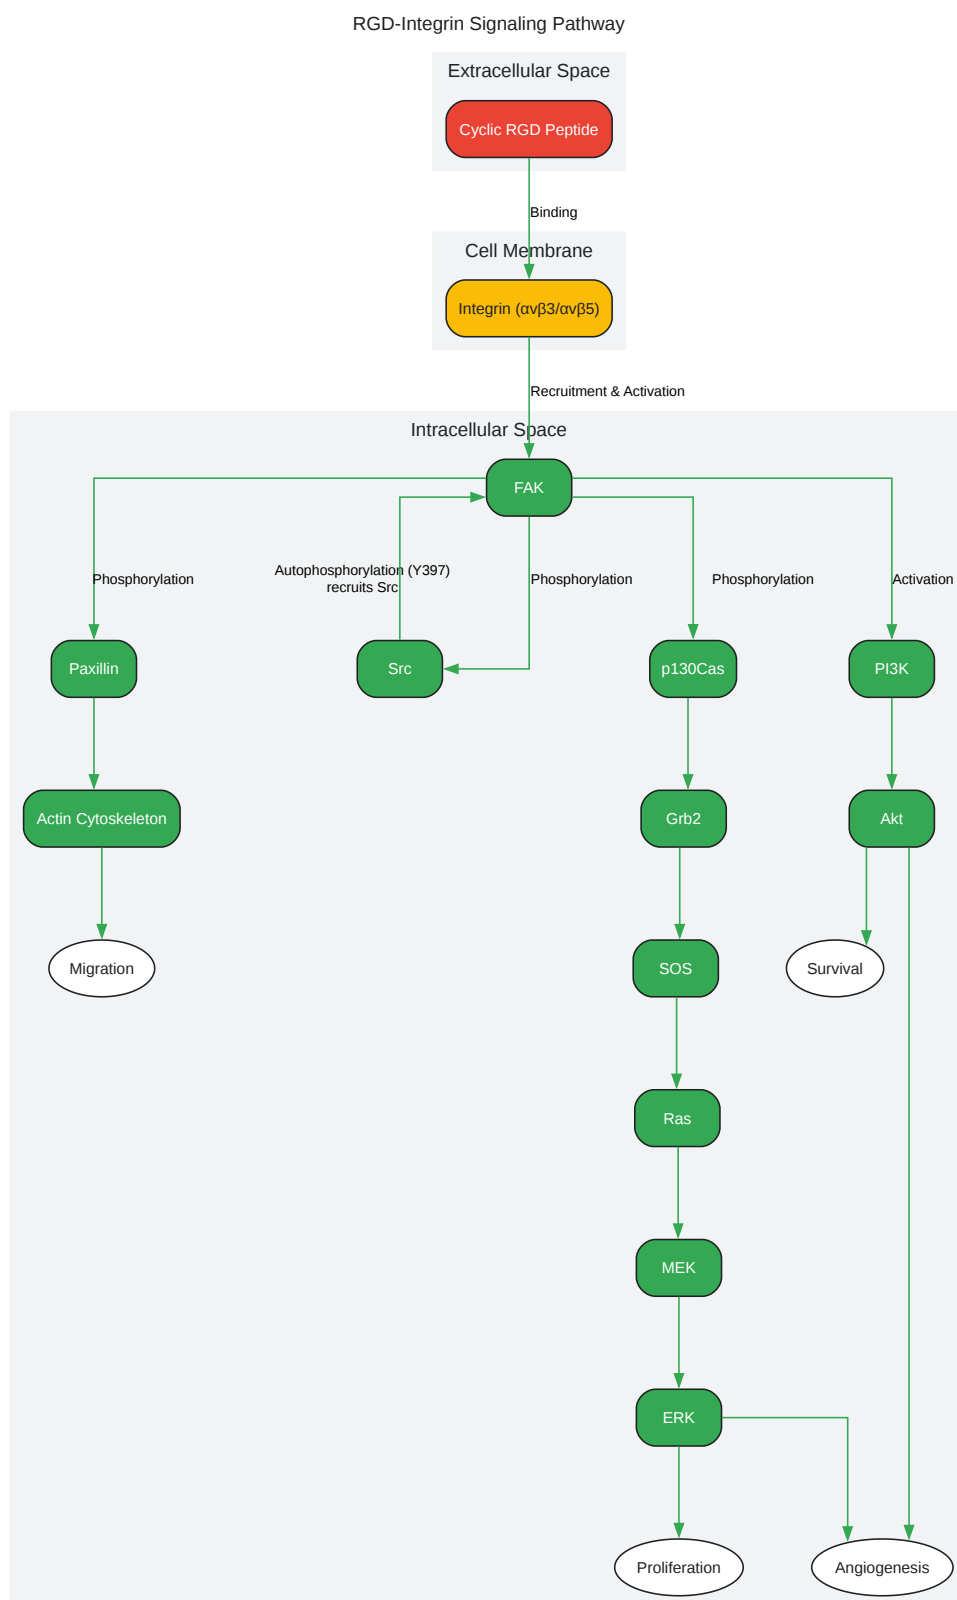 RGD-Integrin Signaling Pathway
Extracellular Space
Cyclic RGD Peptide
Binding
Cell Membrane
Integrin (αvβ3/αvβ5)
Recruitment & Activation
Intracellular Space
FAK
Phosphorylation
Autophosphorylation (Y397)
recruits Src
Phosphorylation
Phosphorylation
Activation
Paxillin
Src
p130Cas
PI3K
Actin Cytoskeleton
Grb2
Akt
Migration
SOS
Survival
Ras
MEK
ERK
Proliferation
Angiogenesis